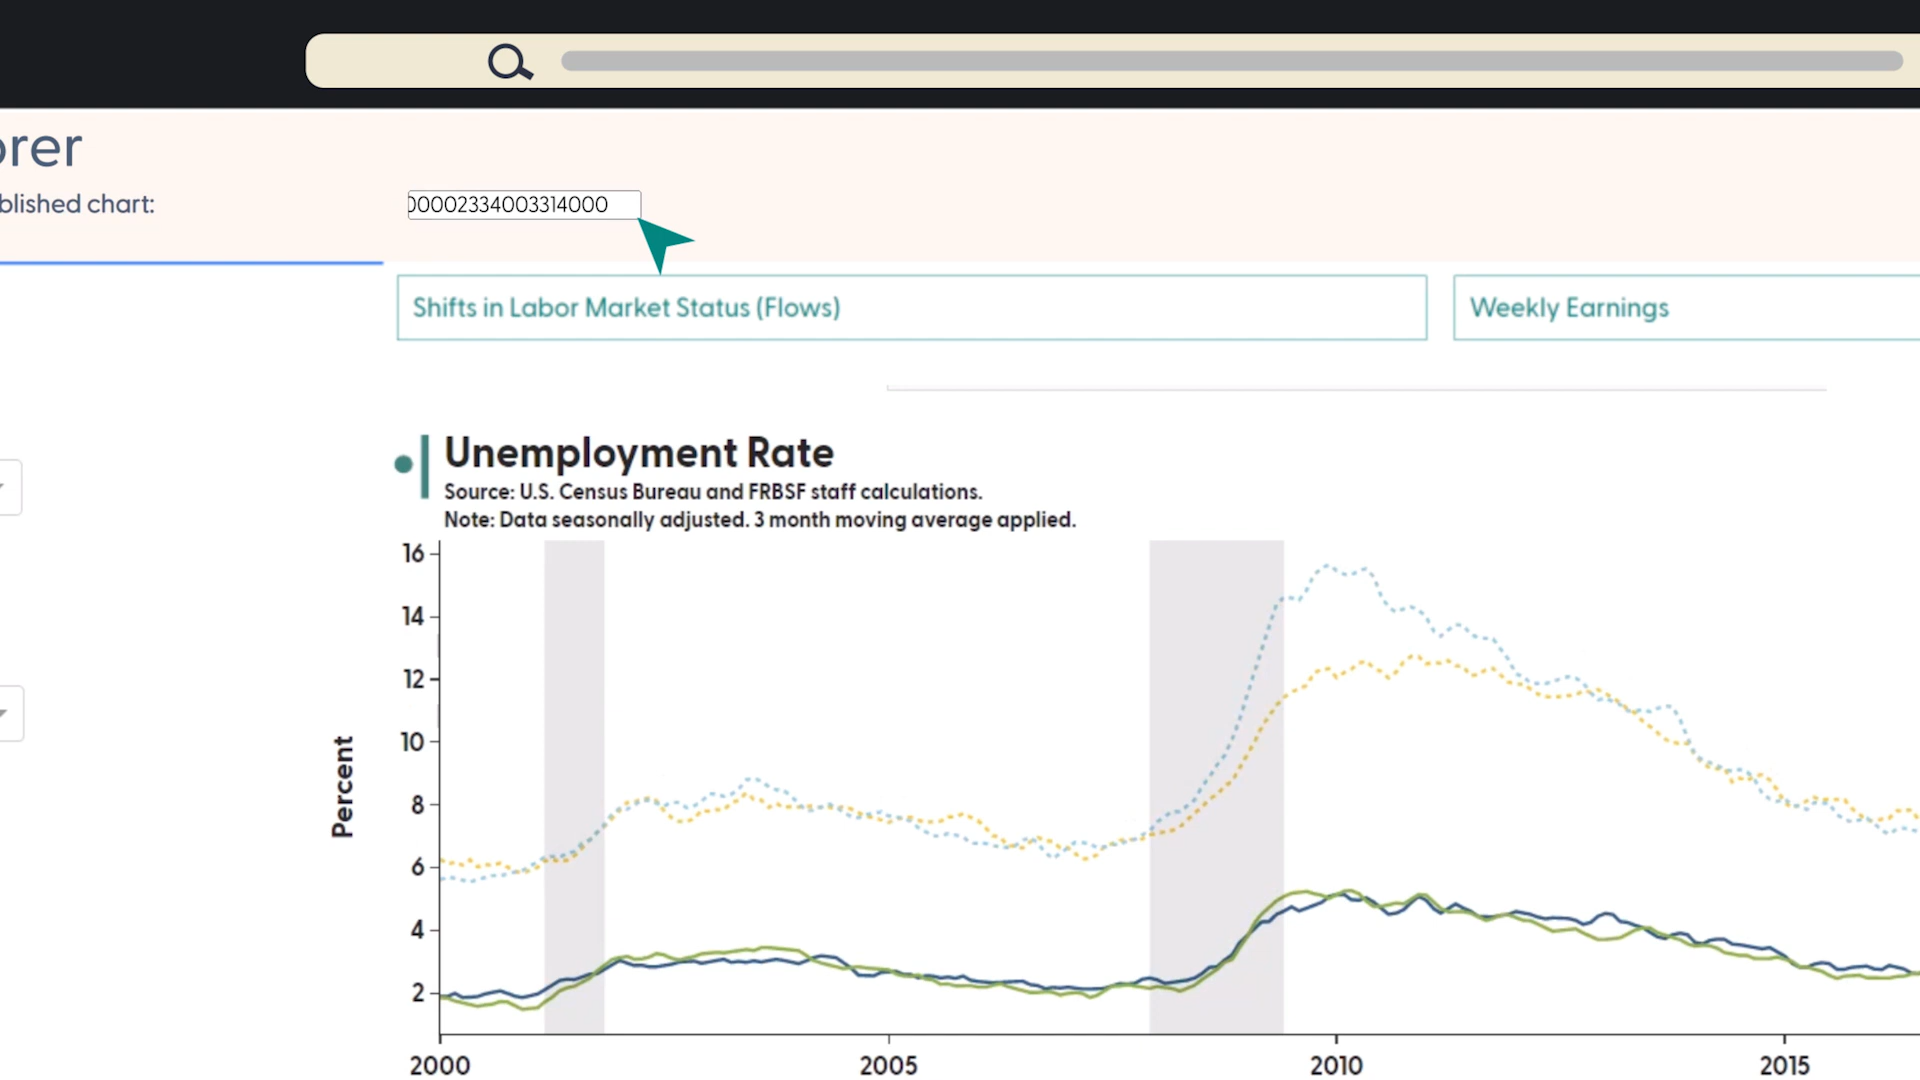 orer
blished chart:
00002334003314000
Shifts in Labor Market Status (Flows)
Weekly Earnings
Unemployment Rate
Source: U.S. Census Bureau and FRBSF staff calculations.
Note: Data seasonally adjusted. 3 month moving average applied.
Percent
16
14
12
10
8
6
4
2
2000
2005
2010
2015